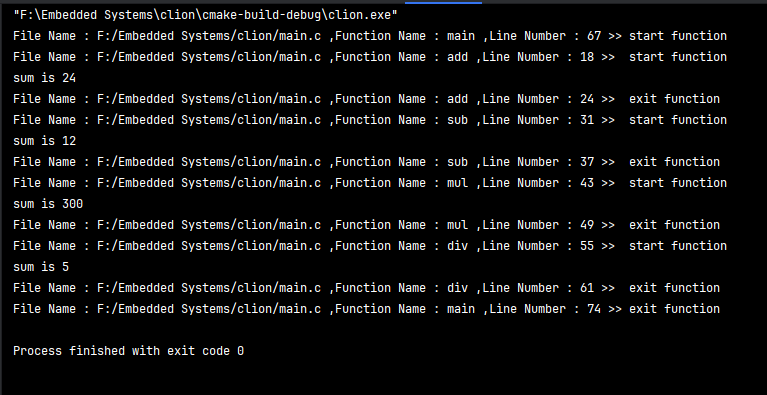 "F:\Embedded Systems\clion\cmake-build-debug\clion.exe"
File Name : F:/Embedded Systems/clion/main.c ,Function Name : main ,Line Number : 67 >> start function
File Name : F:/Embedded Systems/clion/main.c ,Function Name : add ,Line Number : 18 >>  start function
sum is 24
File Name : F:/Embedded Systems/clion/main.c ,Function Name : add ,Line Number : 24 >>  exit function
File Name : F:/Embedded Systems/clion/main.c ,Function Name : sub ,Line Number : 31 >>  start function
sum is 12
File Name : F:/Embedded Systems/clion/main.c ,Function Name : sub ,Line Number : 37 >>  exit function
File Name : F:/Embedded Systems/clion/main.c ,Function Name : mul ,Line Number : 43 >>  start function
sum is 300
File Name : F:/Embedded Systems/clion/main.c ,Function Name : mul ,Line Number : 49 >>  exit function
File Name : F:/Embedded Systems/clion/main.c ,Function Name : div ,Line Number : 55 >>  start function
sum is 5
File Name : F:/Embedded Systems/clion/main.c ,Function Name : div ,Line Number : 61 >>  exit function
File Name : F:/Embedded Systems/clion/main.c ,Function Name : main ,Line Number : 74 >> exit function
Process finished with exit code 0